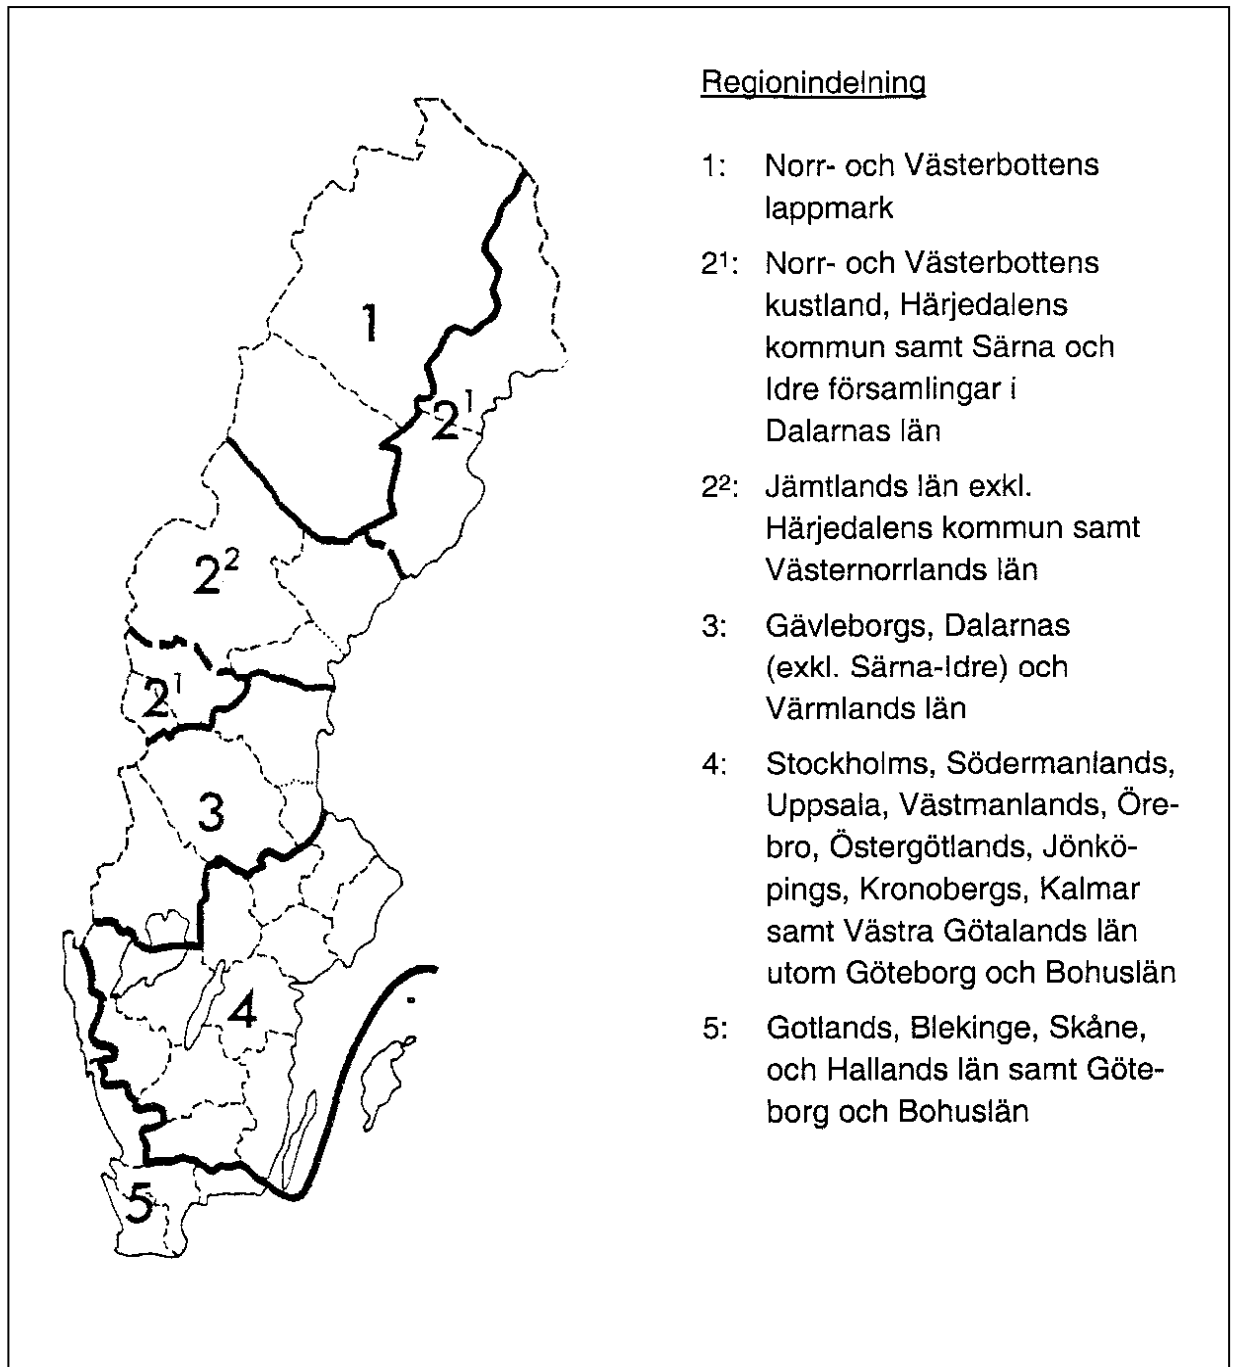 Regionindelning
1: Norr- och Västerbottens
lappmark
2¹: Norr- och Västerbottens
kustland, Härjedalens
kommun samt Särna och
Idre församlingar i
Dalarnas län
2²: Jämtlands län exkl.
Härjedalens kommun samt
Västernorrlands län
3: Gävleborgs, Dalarnas
(exkl. Särna-Idre) och
Värmlands län
4: Stockholms, Södermanlands,
Uppsala, Västmanlands, Öre-
bro, Östergötlands, Jönkö-
pings, Kronobergs, Kalmar
samt Västra Götalands län
utom Göteborg och Bohuslän
5: Gotlands, Blekinge, Skåne,
och Hallands län samt Göte-
borg och Bohuslän
1
2¹
2²
2¹
3
4
5